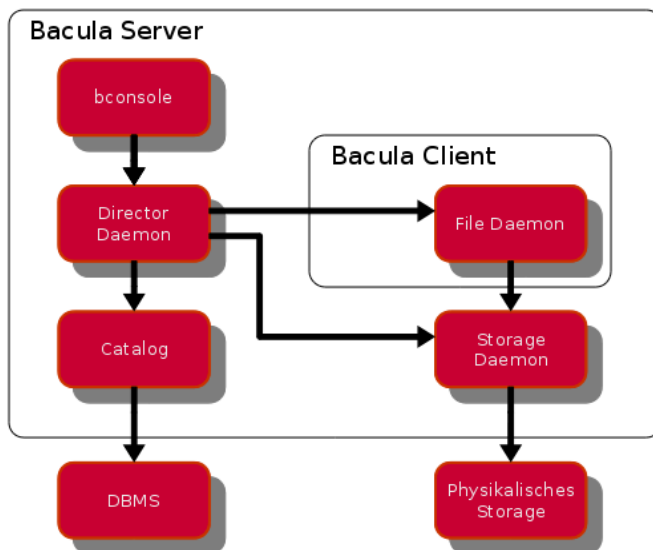 Bacula Server
bconsole
Bacula Client
Director
Daemon
File Daemon
Catalog
Storage
Daemon
DBMS
Physikalisches
Storage